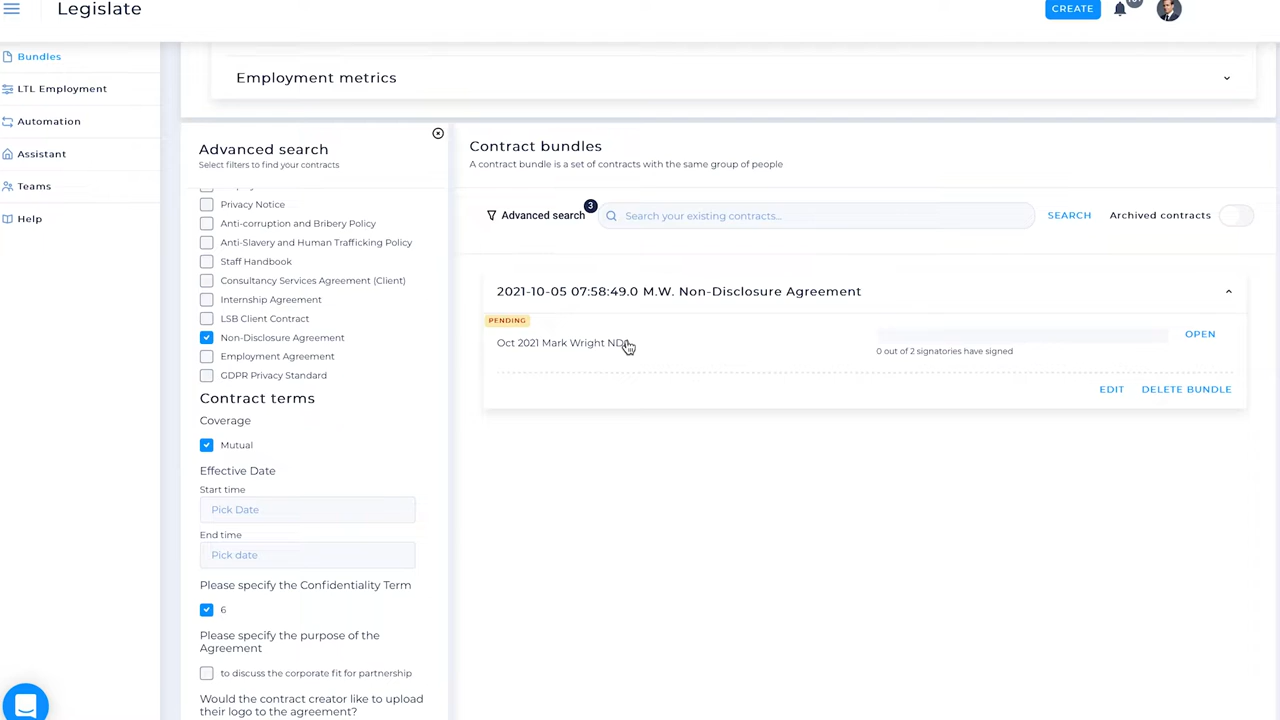 Legislate
CREATE
Bundles
LTL Employment
Automation
Assistant
Teams
Help
Employment metrics
Advanced search
Select filters to find your contracts
Privacy Notice
Anti-corruption and Bribery Policy
Anti-Slavery and Human Trafficking Policy
Staff Handbook
Consultancy Services Agreement (Client)
Internship Agreement
LSB Client Contract
Non-Disclosure Agreement
Employment Agreement
GDPR Privacy Standard
Contract terms
Coverage
Mutual
Effective Date
Start time
Pick Date
End time
Pick date
Please specify the Confidentiality Term
6
Please specify the purpose of the
Agreement
to discuss the corporate fit for partnership
Would the contract creator like to upload
their logo to the agreement?
Contract bundles
A contract bundle is a set of contracts with the same group of people
Advanced search
3
Search your existing contracts...
SEARCH
Archived contracts
2021-10-05 07:58:49.0 M.W. Non-Disclosure Agreement
PENDING
Oct 2021 Mark Wright NDA
OPEN
0 out of 2 signatories have signed
EDIT
DELETE BUNDLE